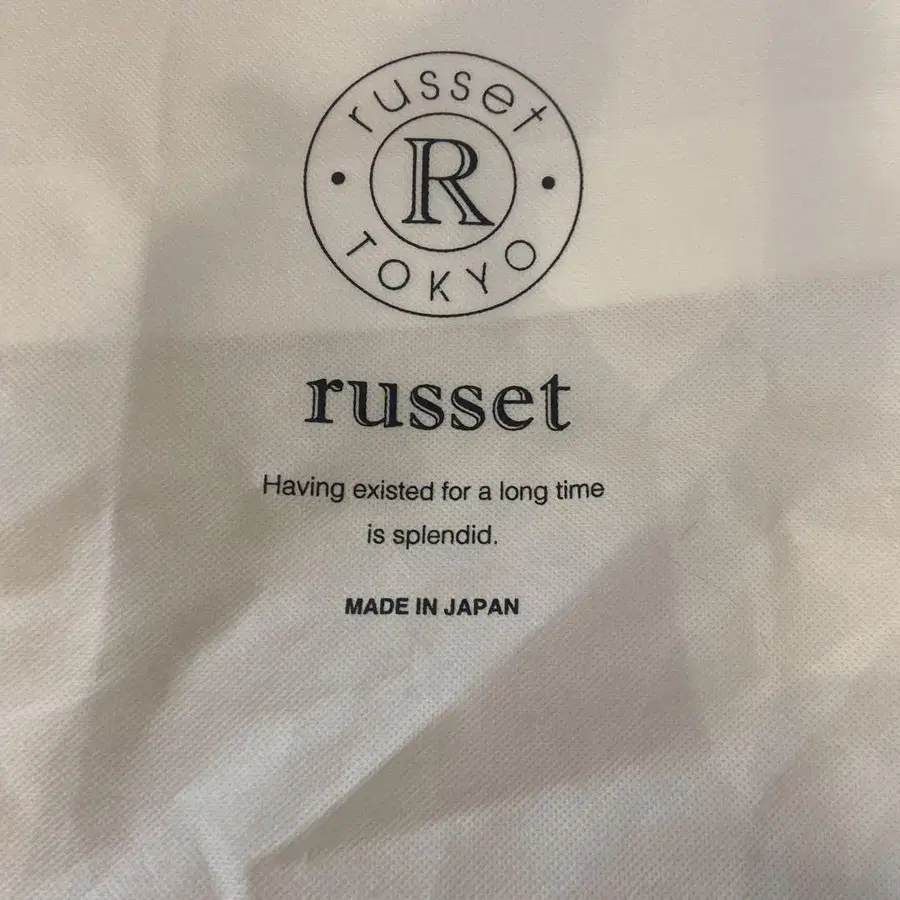 russet
R
TOKYO
russet
Having existed for a long time
is splendid.
MADE IN JAPAN